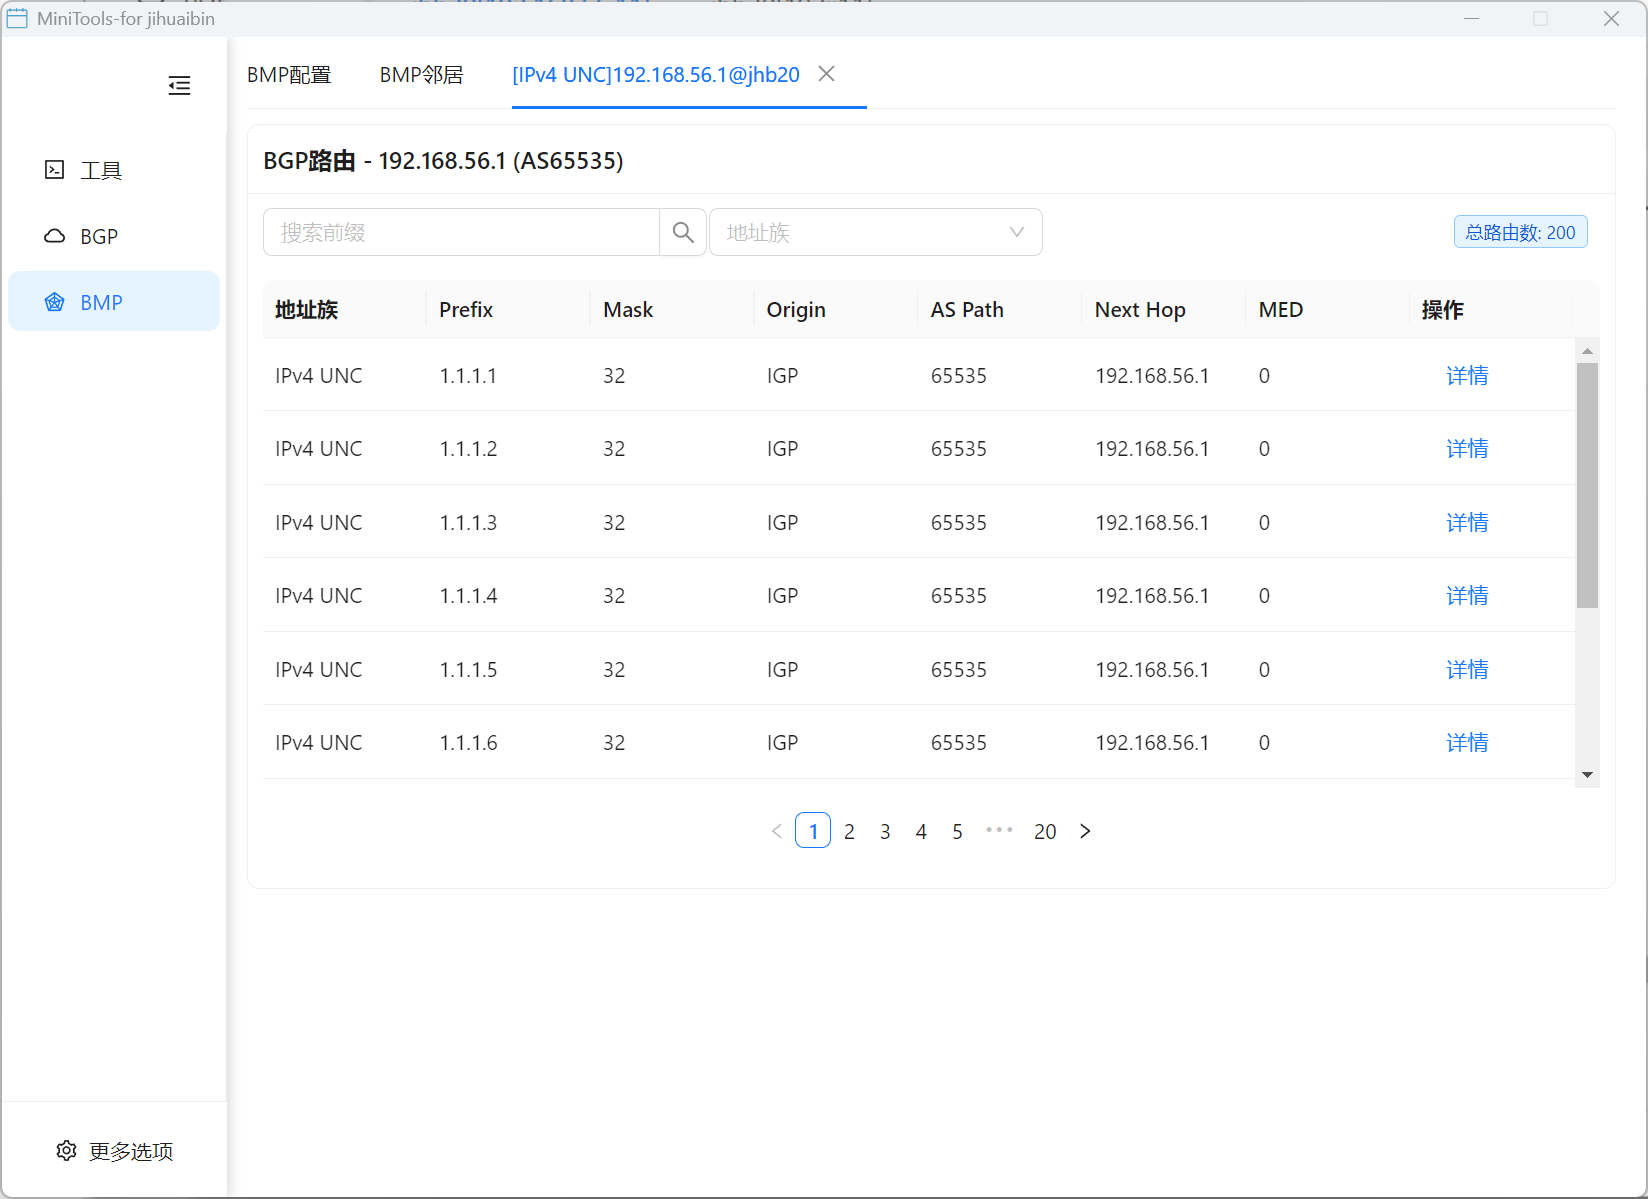 MiniTools-for jihuaibin
BMP配置 BMP邻居 [IPv4 UNC]192.168.56.1@jhb20
工具
BGP
BMP
更多选项
BGP路由 - 192.168.56.1 (AS65535)
搜索前缀 地址族 总路由数: 200
地址族 Prefix Mask Origin AS Path Next Hop MED 操作
IPv4 UNC 1.1.1.1 32 IGP 65535 192.168.56.1 0 详情
IPv4 UNC 1.1.1.2 32 IGP 65535 192.168.56.1 0 详情
IPv4 UNC 1.1.1.3 32 IGP 65535 192.168.56.1 0 详情
IPv4 UNC 1.1.1.4 32 IGP 65535 192.168.56.1 0 详情
IPv4 UNC 1.1.1.5 32 IGP 65535 192.168.56.1 0 详情
IPv4 UNC 1.1.1.6 32 IGP 65535 192.168.56.1 0 详情
1 2 3 4 5 ••• 20